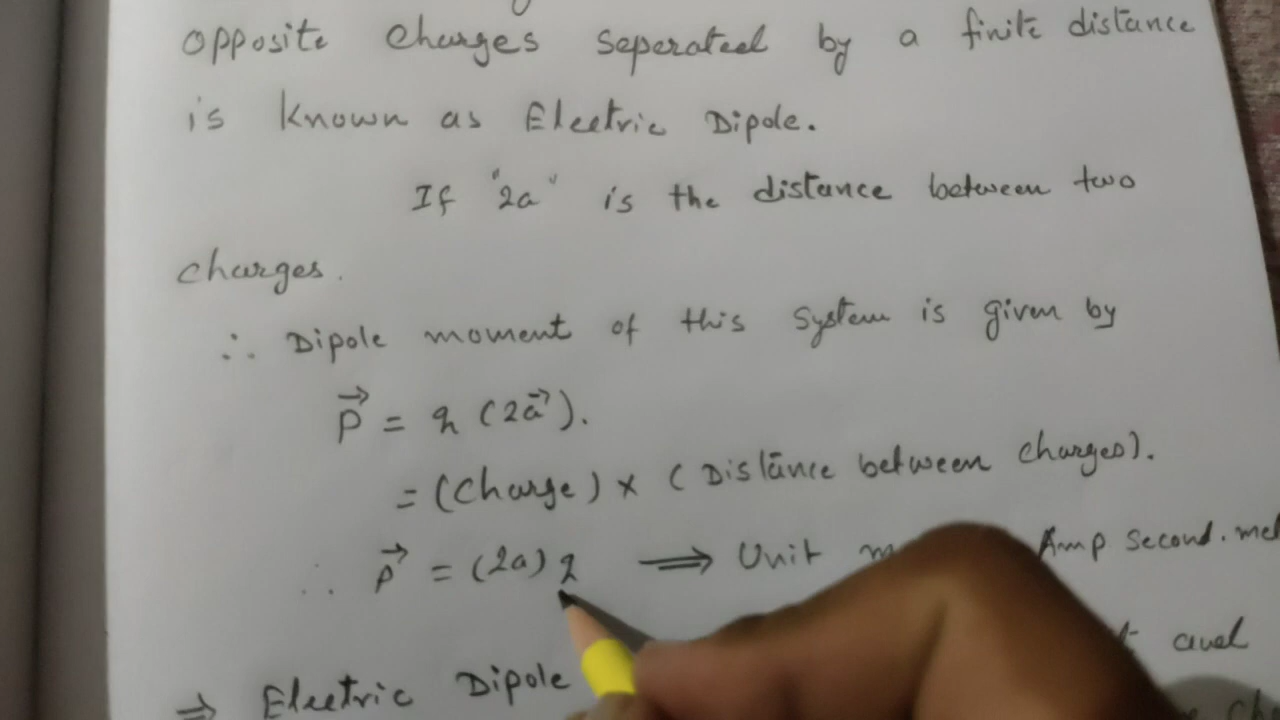 opposite charges seperated by a finite distance
is known as Electric Dipole.
If "2a" is the distance between two
charges.
∴ Dipole moment of this system is given by
P⃗ = q (2a⃗).
= (charge) × (Distance between charges).
∴ P⃗ = (2a) q ⟹ Unit Amp second.
and
⇒ Electric Dipole